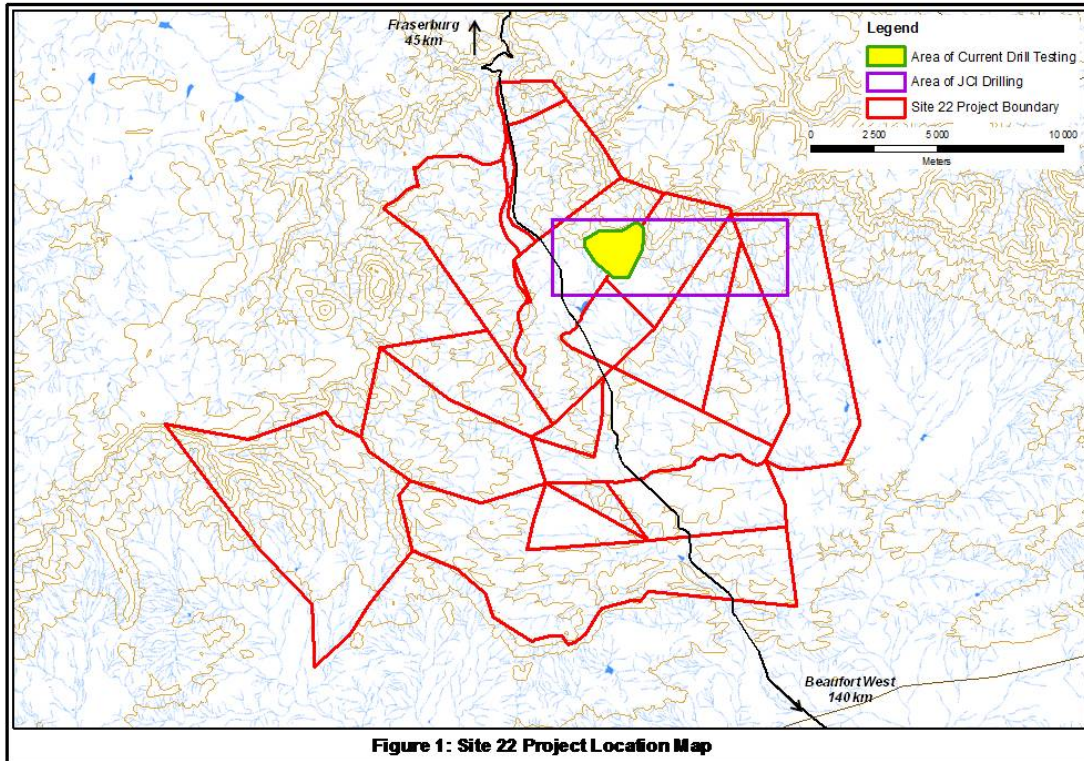 Fraserburg
45 km
Legend
Area of Current Drill Testing
Area of JCI Drilling
Site 22 Project Boundary
0 2 500 5 000 10 000
Meters
Beaufort West
140 km
Figure 1: Site 22 Project Location Map